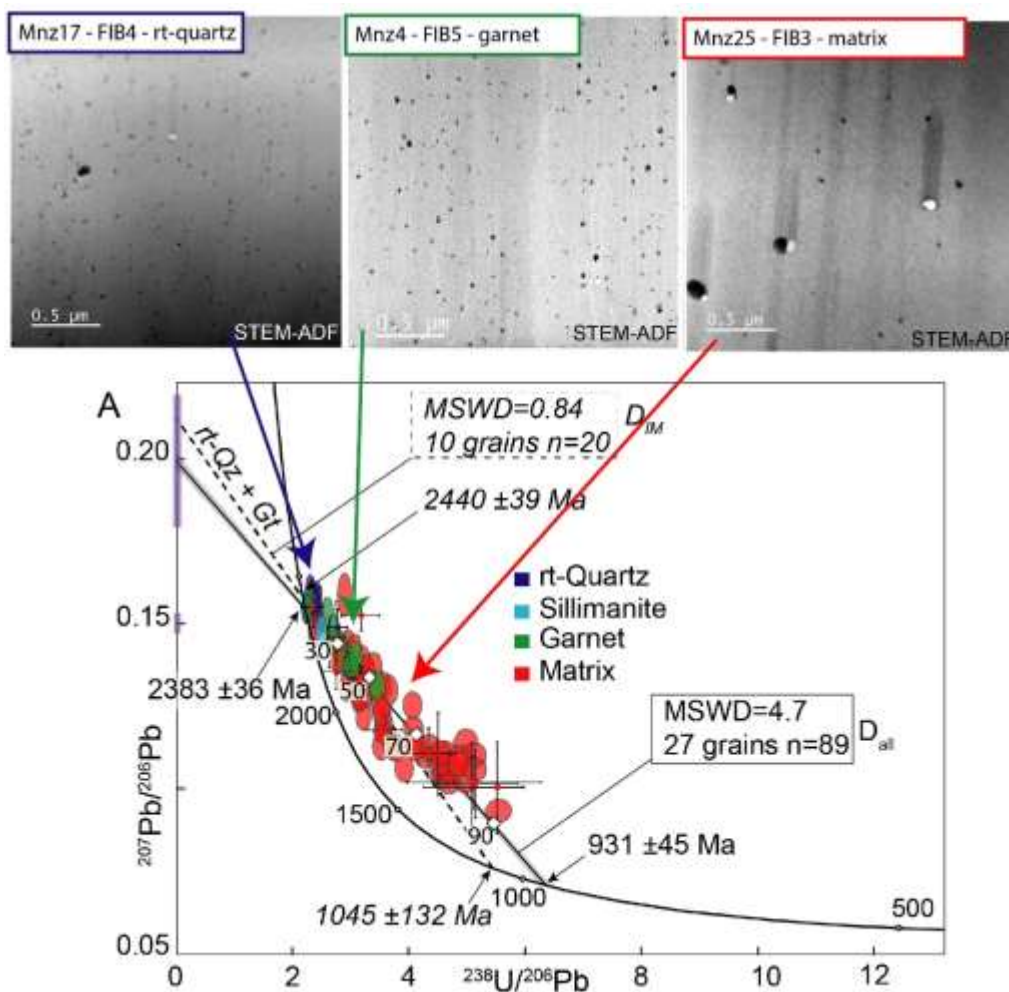 Mnz17 - FIB4 - rt-quartz
Mnz4 - FIB5 - garnet
Mnz25 - FIB3 - matrix
0.5 µm
STEM-ADF
0.5 µm
STEM-ADF
0.5 µm
STEM-ADF
A
MSWD=0.84
10 grains n=20
D_IM
rt-Qz + Gt
2440 ±39 Ma
0.20
rt-Quartz
Sillimanite
Garnet
Matrix
0.15
30
2383 ±36 Ma
50
2000
70
MSWD=4.7
27 grains n=89
D_all
1500
90
931 ±45 Ma
1000
1045 ±132 Ma
500
207Pb/206Pb
0.05
0
2
4
6
8
10
12
238U/206Pb